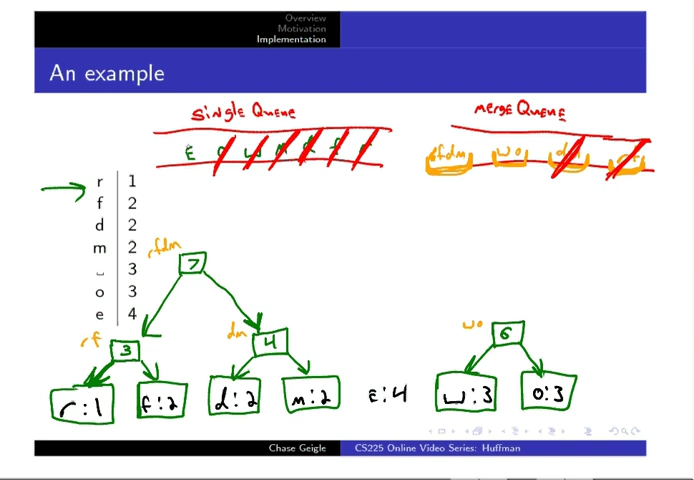 Overview
Motivation
Implementation
An example
Single Queue
merge Queue
E
rfdm wo
r 1
f 2
d 2
m 2
␣ 3
o 3
e 4
rfdm
7
rf
3
dm
4
wo
6
r:1 f:2 d:2 m:2 E:4 w:3 o:3
Chase Geigle CS225 Online Video Series: Huffman